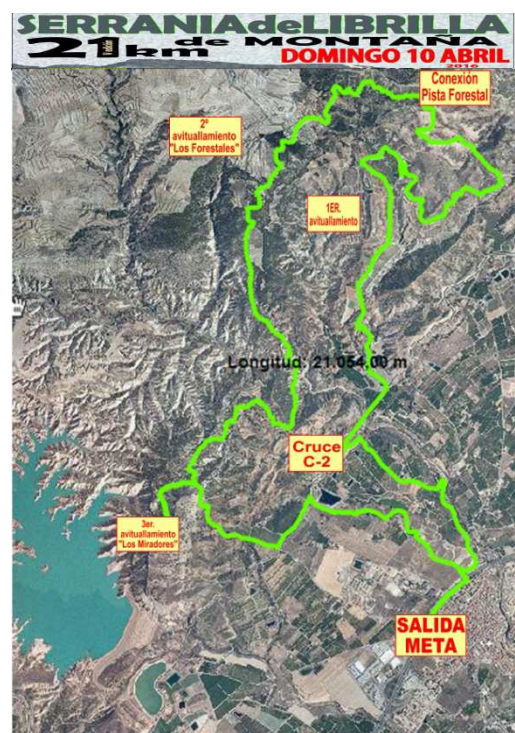 SERRANIAdeLIBRILLA
21km de MONTAÑA
DOMINGO 10 ABRIL
2016
Conexión
Pista Forestal
2º
avituallamiento
"Los Forestales"
1ER.
avituallamiento
Longitud: 21.054,00 m
Cruce
C-2
3er.
avituallamiento
"Los Miradores"
SALIDA
META